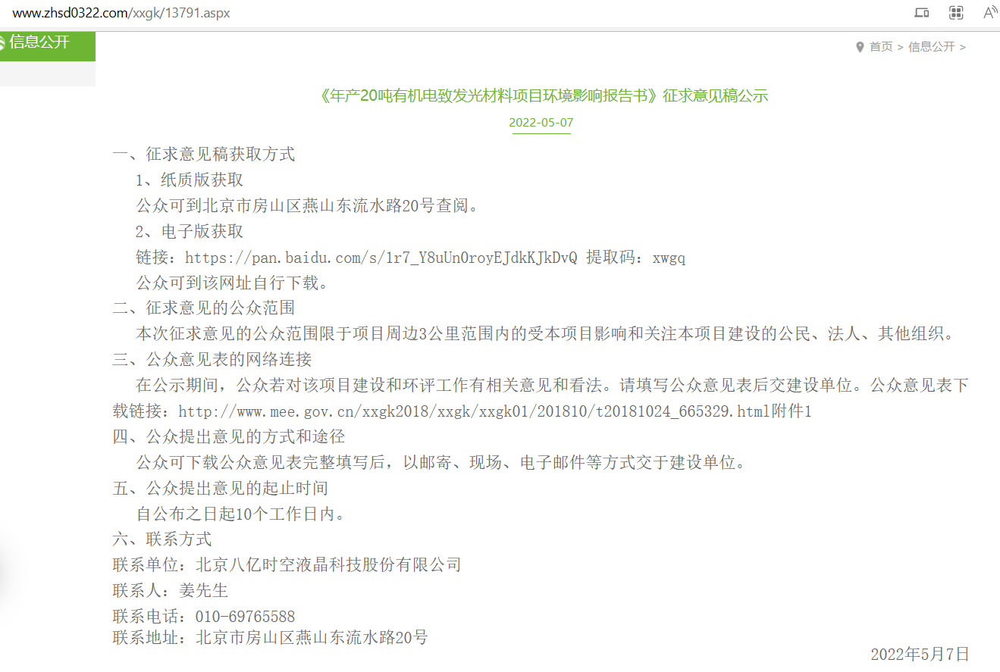 www.zhsd0322.com/xxgk/13791.aspx
信息公开
首页 > 信息公开 >
《年产20吨有机电致发光材料项目环境影响报告书》征求意见稿公示
2022-05-07
一、征求意见稿获取方式
1、纸质版获取
公众可到北京市房山区燕山东流水路20号查阅。
2、电子版获取
链接：https://pan.baidu.com/s/1r7_Y8uUn0royEJdkKJkDvQ 提取码：xwgq
公众可到该网址自行下载。
二、征求意见的公众范围
本次征求意见的公众范围限于项目周边3公里范围内的受本项目影响和关注本项目建设的公民、法人、其他组织。
三、公众意见表的网络连接
在公示期间，公众若对该项目建设和环评工作有相关意见和看法。请填写公众意见表后交建设单位。公众意见表下
载链接：http://www.mee.gov.cn/xxgk2018/xxgk/xxgk01/201810/t20181024_665329.html附件1
四、公众提出意见的方式和途径
公众可下载公众意见表完整填写后，以邮寄、现场、电子邮件等方式交于建设单位。
五、公众提出意见的起止时间
自公布之日起10个工作日内。
六、联系方式
联系单位：北京八亿时空液晶科技股份有限公司
联系人：姜先生
联系电话：010-69765588
联系地址：北京市房山区燕山东流水路20号
2022年5月7日